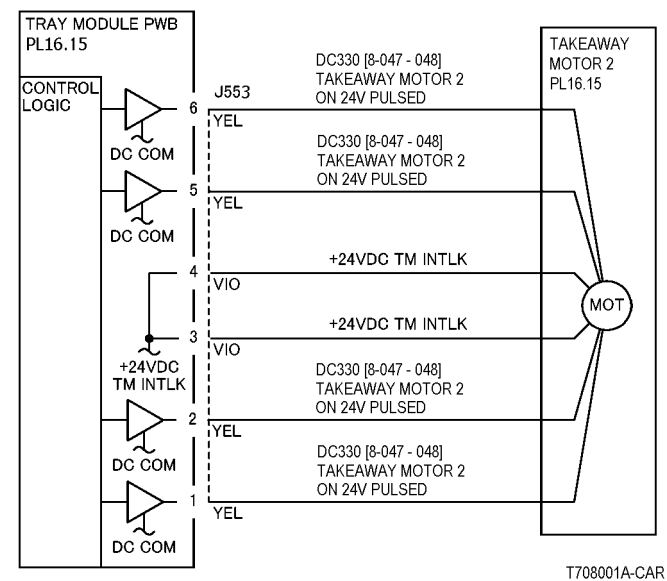 TRAY MODULE PWB
PL16.15
CONTROL
LOGIC
J553
TAKEAWAY
MOTOR 2
PL16.15
DC330 [8-047 - 048]
TAKEAWAY MOTOR 2
ON 24V PULSED
6
YEL
DC COM
DC330 [8-047 - 048]
TAKEAWAY MOTOR 2
ON 24V PULSED
5
YEL
DC COM
+24VDC TM INTLK
4
VIO
MOT
+24VDC TM INTLK
3
VIO
+24VDC
TM INTLK
DC330 [8-047 - 048]
TAKEAWAY MOTOR 2
ON 24V PULSED
2
YEL
DC COM
DC330 [8-047 - 048]
TAKEAWAY MOTOR 2
ON 24V PULSED
1
YEL
DC COM
T708001A-CAR